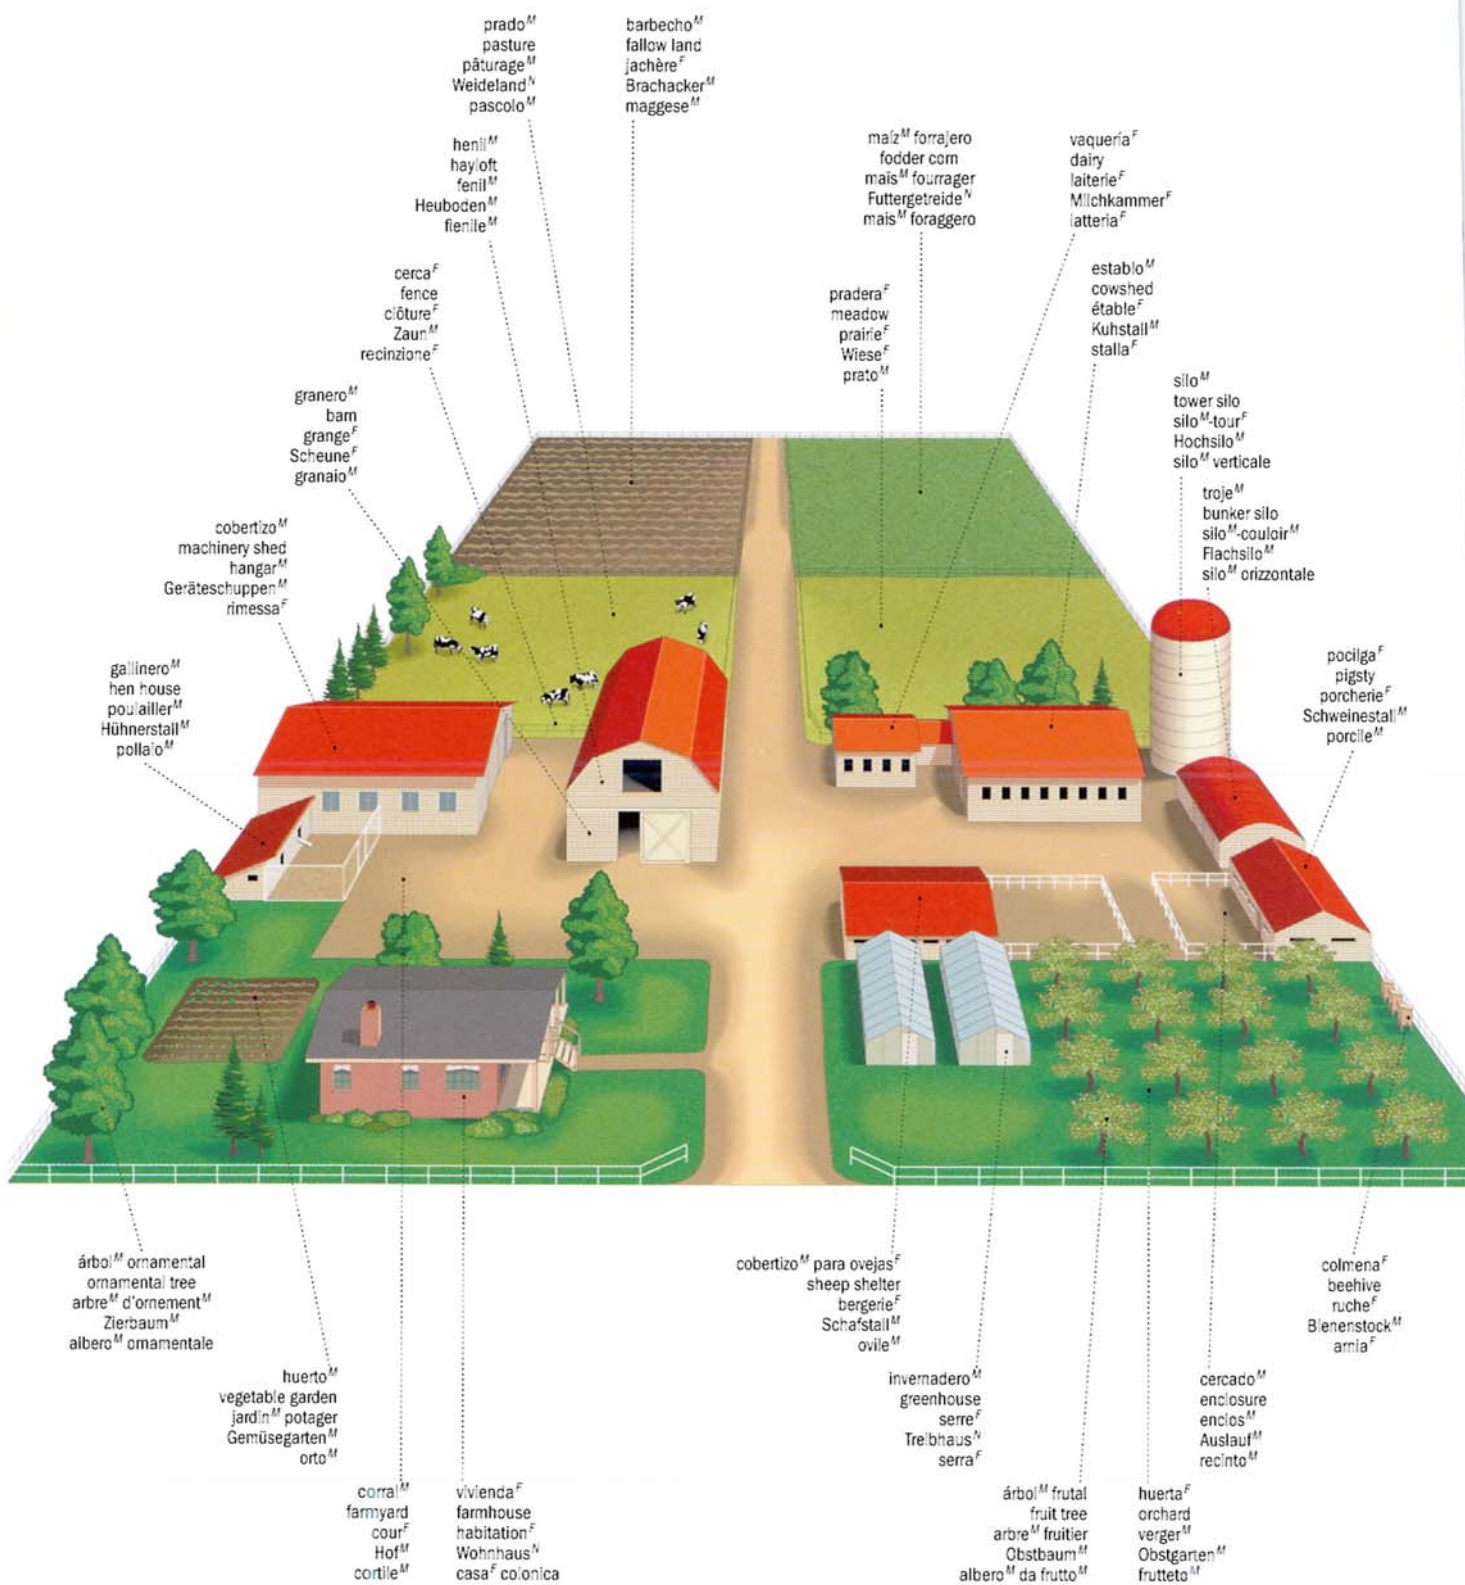 prado^M
pasture
pâturage^M
Weideland^N
pascolo^M
barbecho^M
fallow land
jachère^F
Brachacker^M
maggese^M
henil^M
hayloft
fenil^M
Heuboden^M
fienile^M
maíz^M forrajero
fodder corn
maïs^M fourrager
Futtergetreide^N
mais^M foraggero
vaquería^F
dairy
laiterie^F
Milchkammer^F
latteria^F
cerca^F
fence
clôture^F
Zaun^M
recinzione^F
pradera^F
meadow
prairie^F
Wiese^F
prato^M
establo^M
cowshed
étable^F
Kuhstall^M
stalla^F
granero^M
barn
grange^F
Scheune^F
granaio^M
silo^M
tower silo
silo^M-tour^F
Hochsilo^M
silo^M verticale
troje^M
bunker silo
silo^M-couloir^M
Flachsilo^M
silo^M orizzontale
cobertizo^M
machinery shed
hangar^M
Geräteschuppen^M
rimessa^F
gallinero^M
hen house
poulailler^M
Hühnerstall^M
pollaio^M
pocilga^F
pigsty
porcherie^F
Schweinestall^M
porcile^M
árbol^M ornamental
ornamental tree
arbre^M d'ornement^M
Zierbaum^M
albero^M ornamentale
cobertizo^M para ovejas^F
sheep shelter
bergerie^F
Schafstall^M
ovile^M
colmena^F
beehive
ruche^F
Bienenstock^M
arnia^F
huerto^M
vegetable garden
jardin^M potager
Gemüsegarten^M
orto^M
invernadero^M
greenhouse
serre^F
Treibhaus^N
serra^F
cercado^M
enclosure
enclos^M
Auslauf^M
recinto^M
corral^M
farmyard
cour^F
Hof^M
cortile^M
vivienda^F
farmhouse
habitation^F
Wohnhaus^N
casa^F colonica
árbol^M frutal
fruit tree
arbre^M fruitier
Obstbaum^M
albero^M da frutto^M
huerta^F
orchard
verger^M
Obstgarten^M
frutteto^M